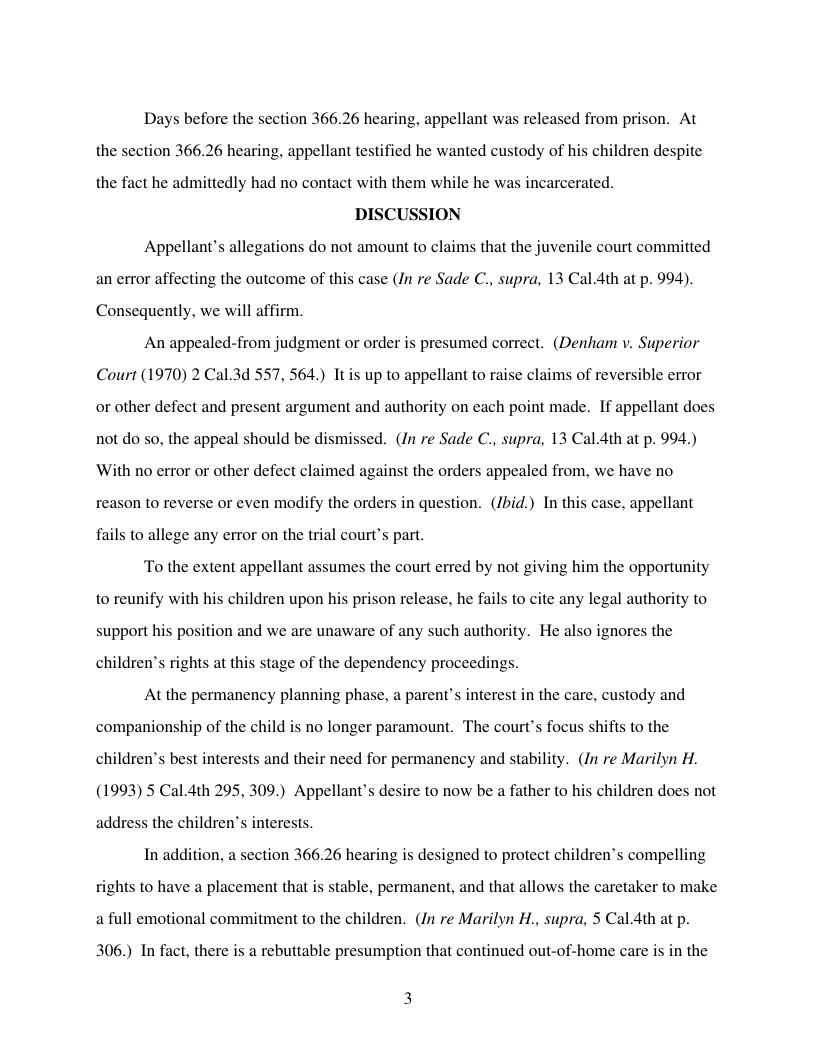 Days before the section 366.26 hearing, appellant was released from prison.  At
the section 366.26 hearing, appellant testified he wanted custody of his children despite
the fact he admittedly had no contact with them while he was incarcerated.
DISCUSSION
Appellant’s allegations do not amount to claims that the juvenile court committed
an error affecting the outcome of this case (In re Sade C., supra, 13 Cal.4th at p. 994).
Consequently, we will affirm.
An appealed-from judgment or order is presumed correct.  (Denham v. Superior
Court (1970) 2 Cal.3d 557, 564.)  It is up to appellant to raise claims of reversible error
or other defect and present argument and authority on each point made.  If appellant does
not do so, the appeal should be dismissed.  (In re Sade C., supra, 13 Cal.4th at p. 994.)
With no error or other defect claimed against the orders appealed from, we have no
reason to reverse or even modify the orders in question.  (Ibid.)  In this case, appellant
fails to allege any error on the trial court’s part.
To the extent appellant assumes the court erred by not giving him the opportunity
to reunify with his children upon his prison release, he fails to cite any legal authority to
support his position and we are unaware of any such authority.  He also ignores the
children’s rights at this stage of the dependency proceedings.
At the permanency planning phase, a parent’s interest in the care, custody and
companionship of the child is no longer paramount.  The court’s focus shifts to the
children’s best interests and their need for permanency and stability.  (In re Marilyn H.
(1993) 5 Cal.4th 295, 309.)  Appellant’s desire to now be a father to his children does not
address the children’s interests.
In addition, a section 366.26 hearing is designed to protect children’s compelling
rights to have a placement that is stable, permanent, and that allows the caretaker to make
a full emotional commitment to the children.  (In re Marilyn H., supra, 5 Cal.4th at p.
306.)  In fact, there is a rebuttable presumption that continued out-of-home care is in the
3